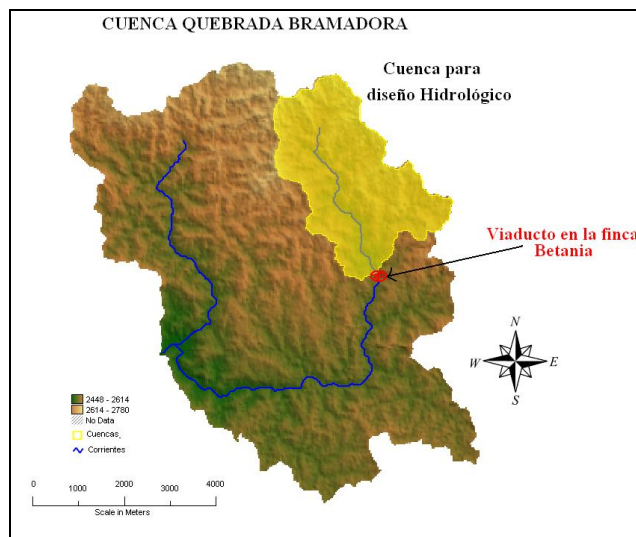 CUENCA QUEBRADA BRAMADORA
Cuenca para
diseño Hidrológico
Viaducto en la finca
Betania
N
W E
S
2448 - 2614
2614 - 2780
No Data
Cuencas.
Corrientes
0 1000 2000 3000 4000
Scale in Meters